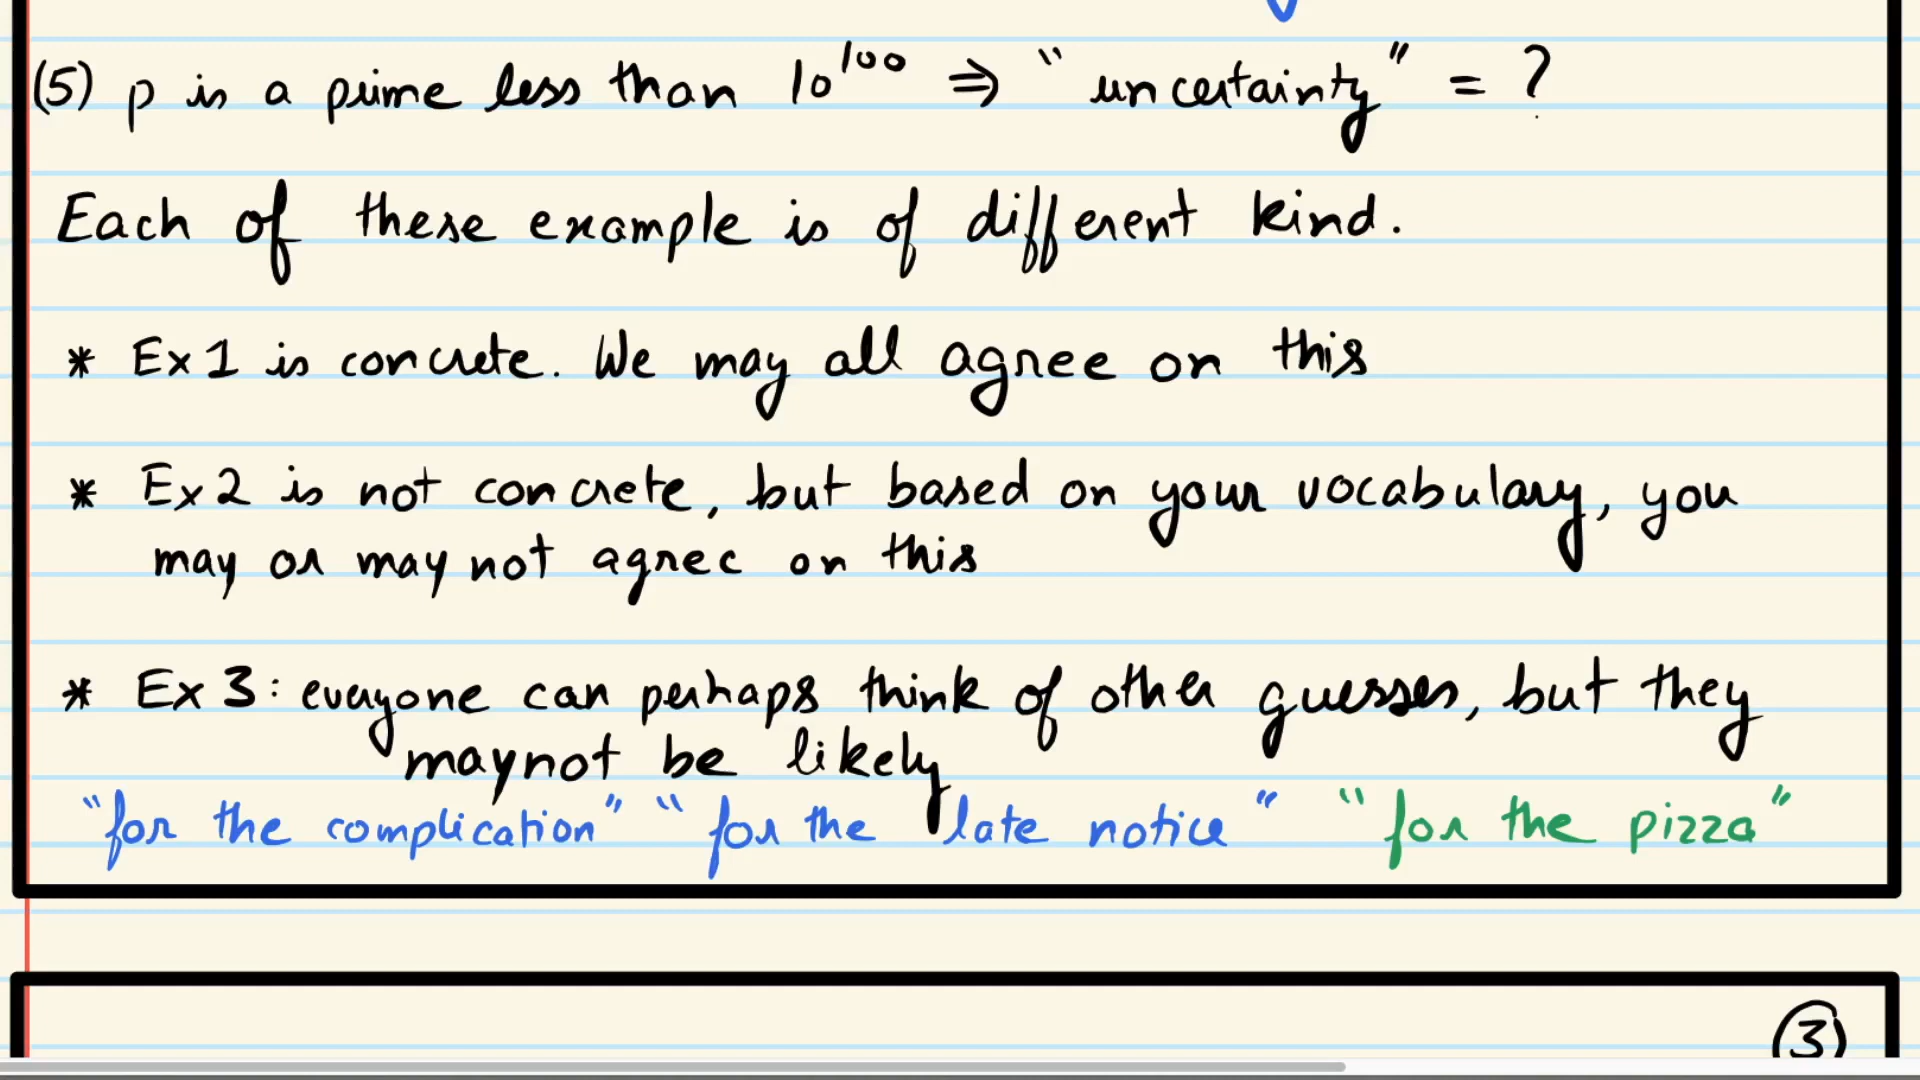 (5) p is a prime less than 10^100 ⇒ "uncertainty" = ?
Each of these example is of different kind.
* Ex 1 is concrete. We may all agree on this
* Ex 2 is not concrete, but based on your vocabulary, you
may or may not agree on this
* Ex 3: everyone can perhaps think of other guesses, but they
may not be likely
"for the complication" "for the late notice" "for the pizza"
3